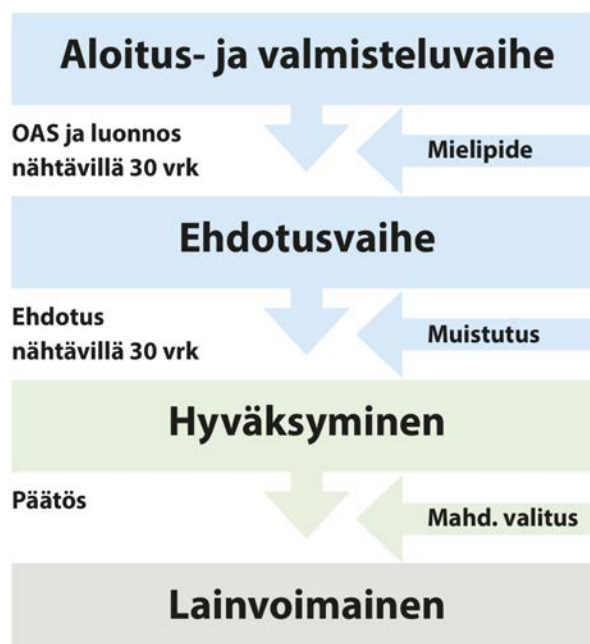 Aloitus- ja valmisteluvaihe
OAS ja luonnos
nähtävillä 30 vrk
Mielipide
Ehdotusvaihe
Ehdotus
nähtävillä 30 vrk
Muistutus
Hyväksyminen
Päätös
Mahd. valitus
Lainvoimainen